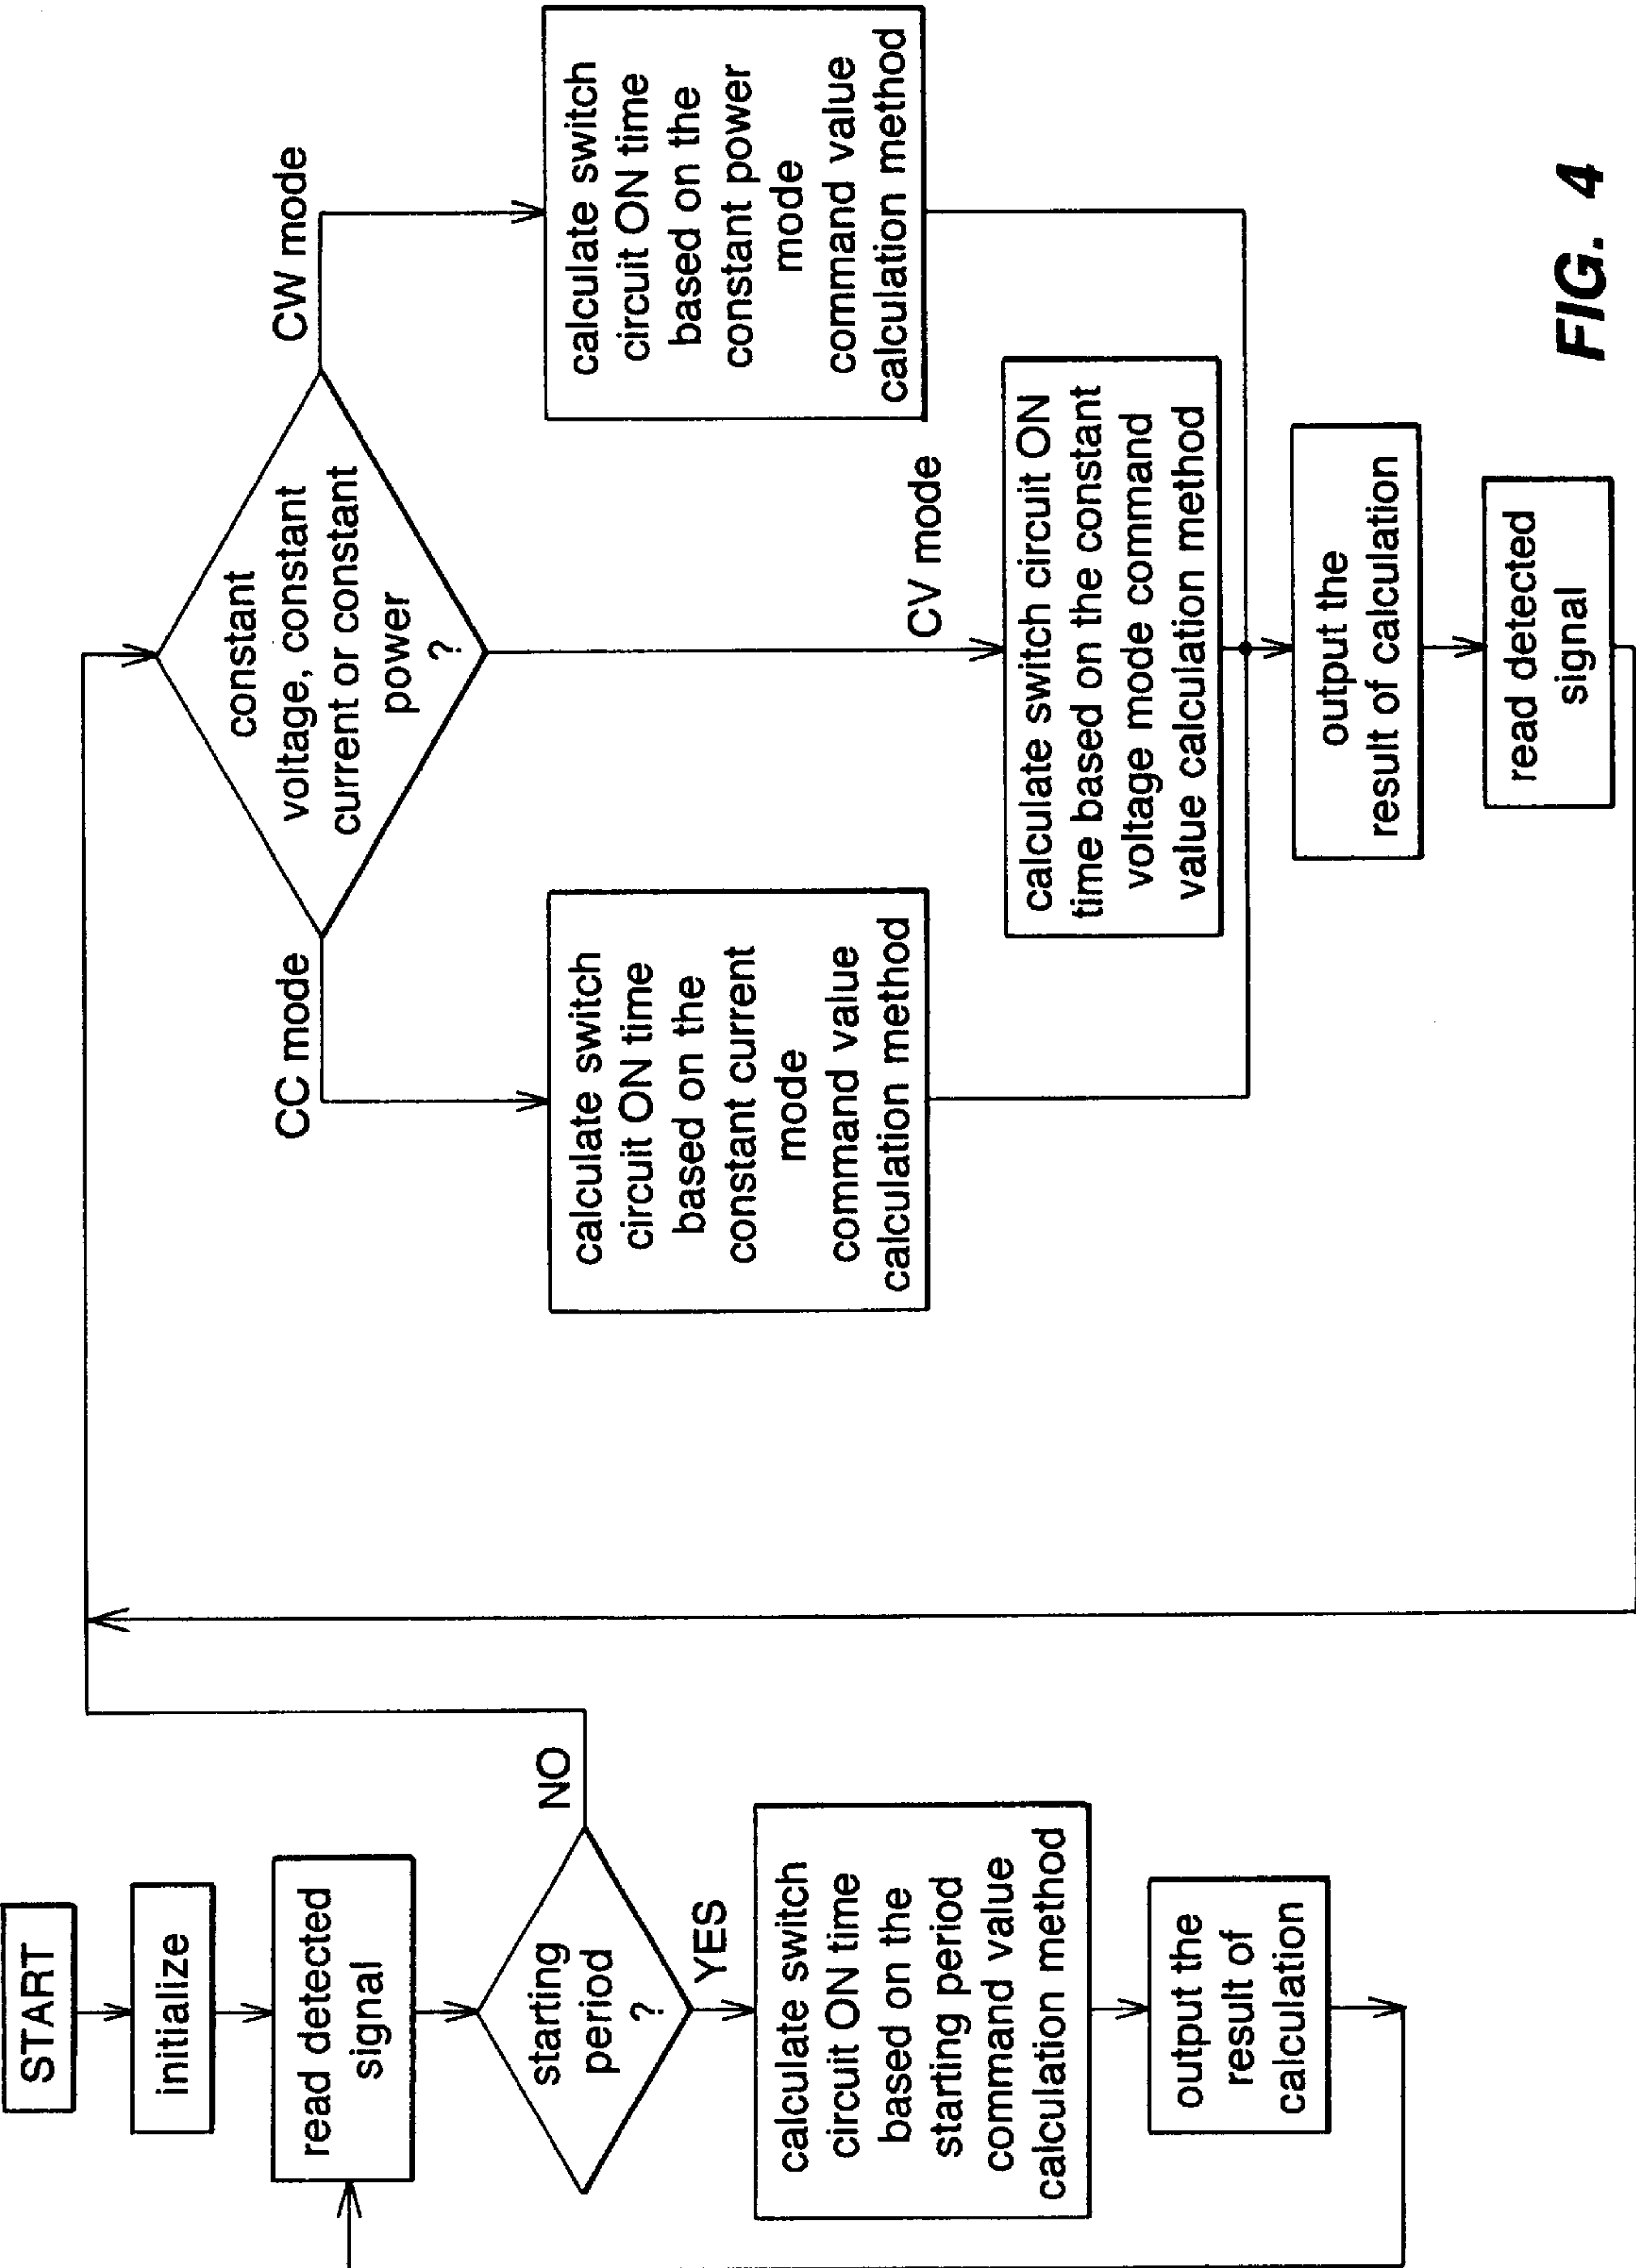 START
initialize
read detected
signal
starting
period
?
NO
YES
calculate switch
circuit ON time
based on the
starting period
command value
calculation method
output the
result of
calculation
constant
voltage, constant
current or constant
power
?
CC mode
CW mode
CV mode
calculate switch
circuit ON time
based on the
constant current
mode
command value
calculation method
calculate switch circuit ON
time based on the constant
voltage mode command
value calculation method
calculate switch
circuit ON time
based on the
constant power
mode
command value
calculation method
output the
result of calculation
read detected
signal
FIG. 4